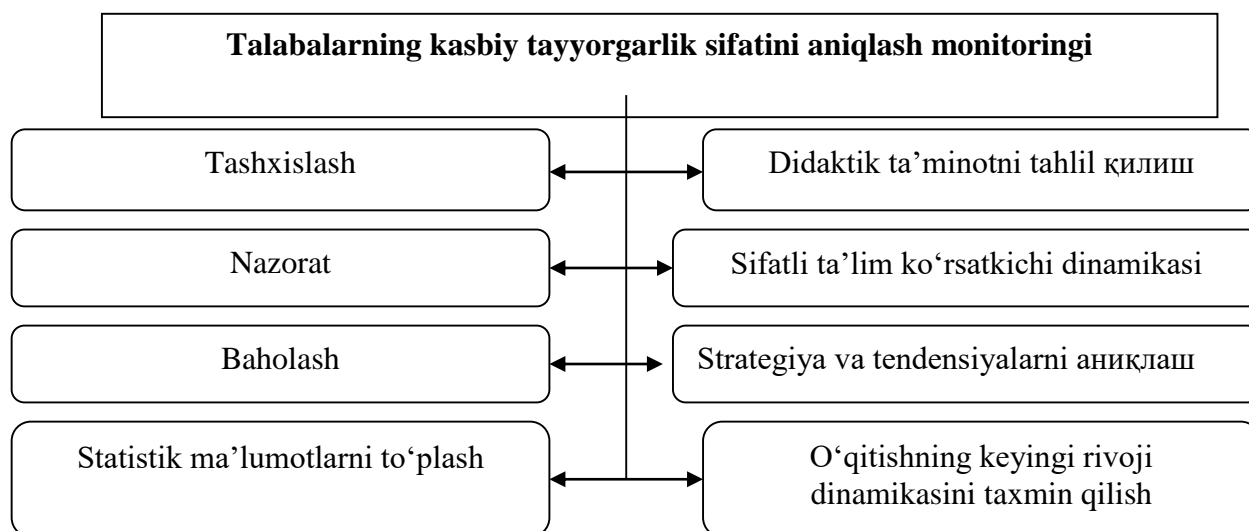 Talabalarning kasbiy tayyorgarlik sifatini aniqlash monitoringi
Tashxislash
Didaktik ta’minotni tahlil қилиш
Nazorat
Sifatli ta’lim ko‘rsatkichi dinamikasi
Baholash
Strategiya va tendensiyalarni аниқлаш
Statistik ma’lumotlarni to‘plash
O‘qitishning keyingi rivoji
dinamikasini taxmin qilish